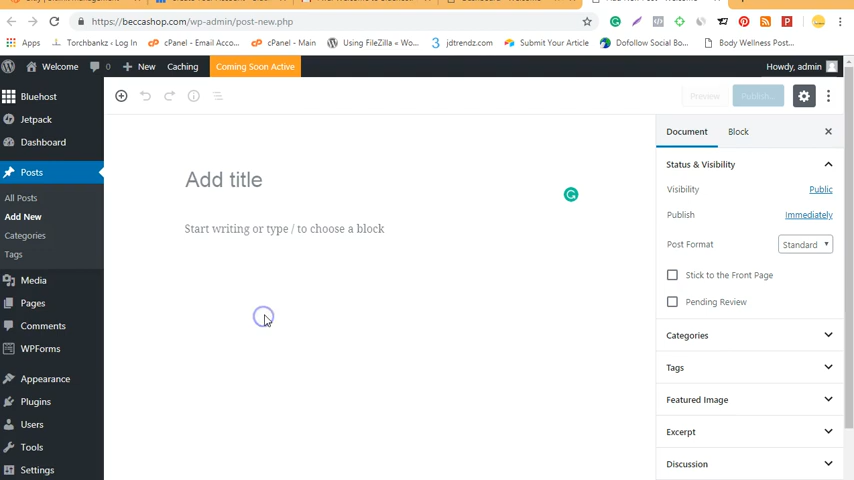 https://beccashop.com/wp-admin/post-new.php
Apps Torchbankz - Log In cPanel - Email Acco... cPanel - Main Using FileZilla « Wo... jdtrendz.com Submit Your Article Dofollow Social Bo... Body Wellness Post...
Welcome 0 New Caching Coming Soon Active Howdy, admin
Bluehost
Jetpack
Dashboard
Posts
All Posts
Add New
Categories
Tags
Media
Pages
Comments
WPForms
Appearance
Plugins
Users
Tools
Settings
Preview Publish...
Add title
Start writing or type / to choose a block
Document Block
Status & Visibility
Visibility Public
Publish Immediately
Post Format Standard
Stick to the Front Page
Pending Review
Categories
Tags
Featured Image
Excerpt
Discussion